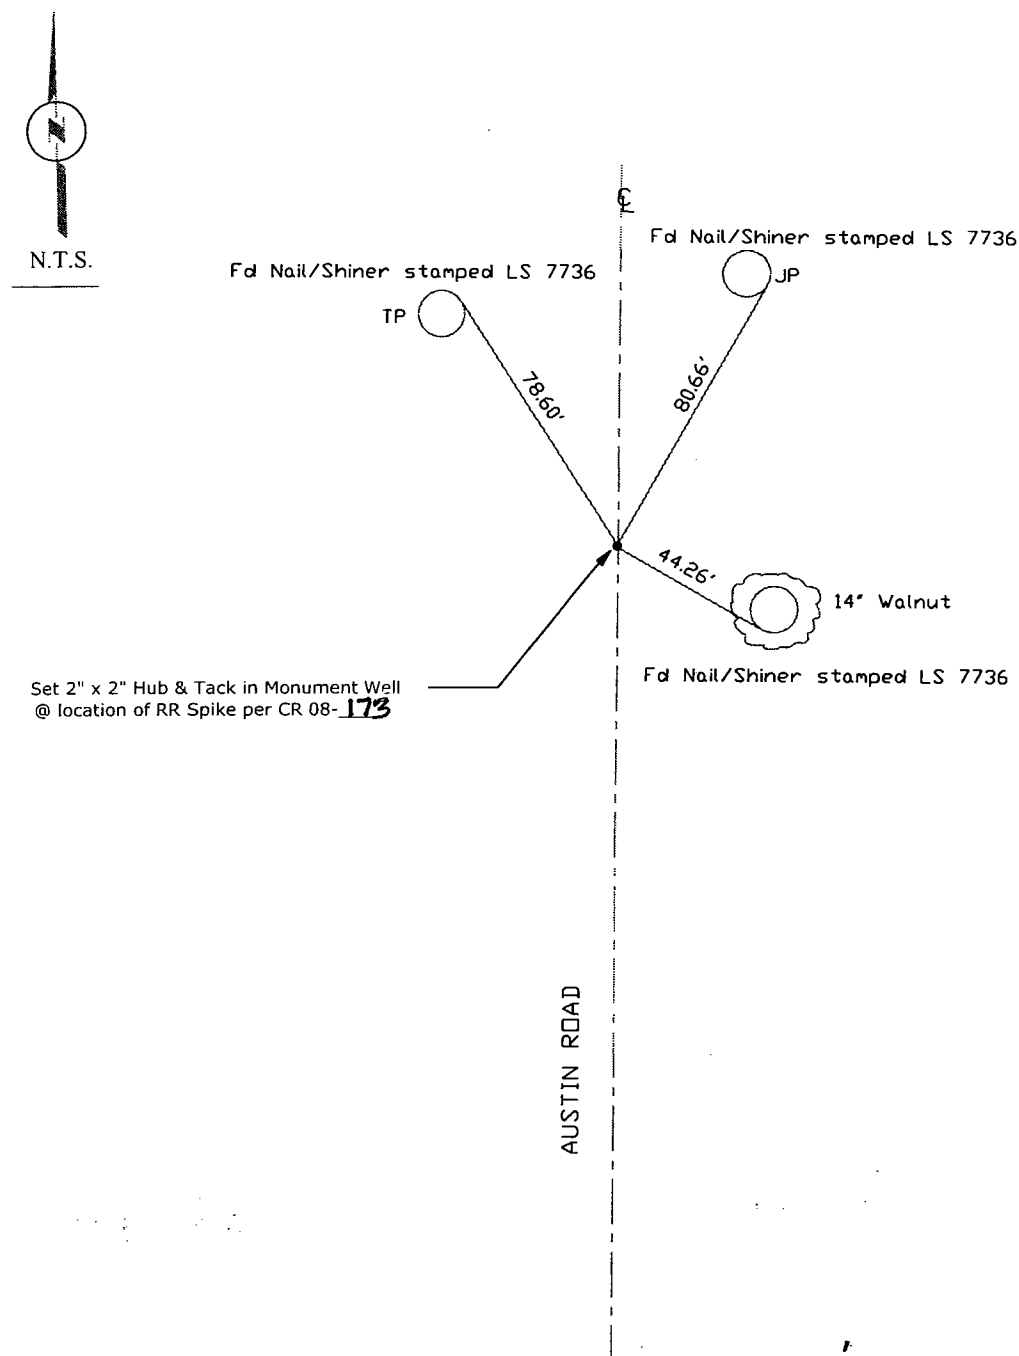 N
N.T.S.
℄
Fd Nail/Shiner stamped LS 7736
JP
Fd Nail/Shiner stamped LS 7736
TP
78.60'
80.66'
44.26'
14" Walnut
Fd Nail/Shiner stamped LS 7736
Set 2" x 2" Hub & Tack in Monument Well
@ location of RR Spike per CR 08-173
AUSTIN ROAD